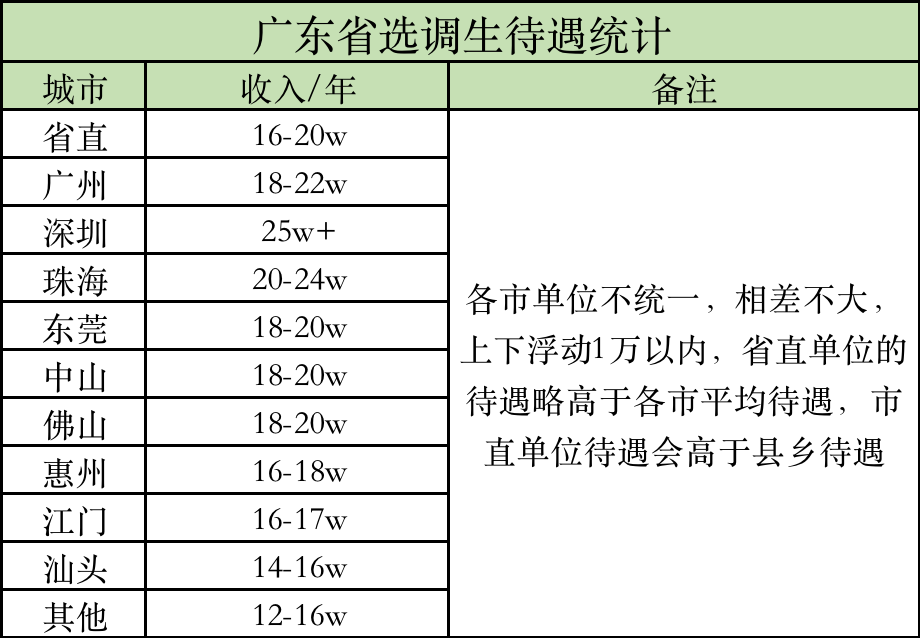 广东省选调生待遇统计
城市 收入/年 备注
省直 16-20w
广州 18-22w
深圳 25w+
珠海 20-24w
东莞 18-20w
中山 18-20w
佛山 18-20w
惠州 16-18w
江门 16-17w
汕头 14-16w
其他 12-16w
各市单位不统一，相差不大，
上下浮动1万以内，省直单位的
待遇略高于各市平均待遇，市
直单位待遇会高于县乡待遇